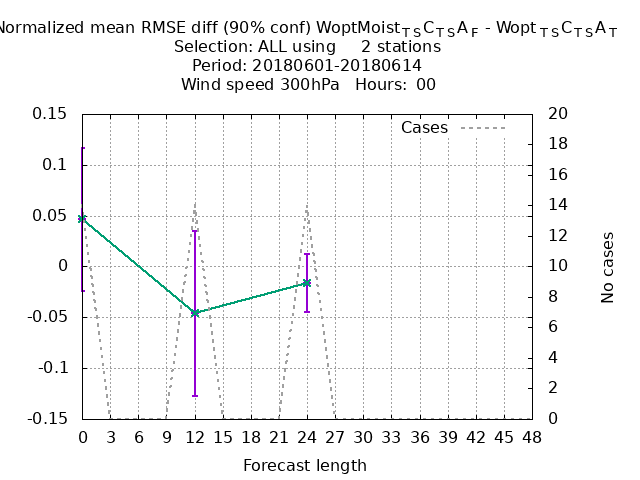 Normalized mean RMSE diff (90% conf) WoptMoist_TSC_TSA_F - Wopt_TSC_TSA_T
Selection: ALL using     2 stations
Period: 20180601-20180614
Wind speed 300hPa   Hours: 00
Cases
0.15
0.1
0.05
0
-0.05
-0.1
-0.15
20
18
16
14
12
10
8
6
4
2
0
No cases
0 3 6 9 12 15 18 21 24 27 30 33 36 39 42 45 48
Forecast length